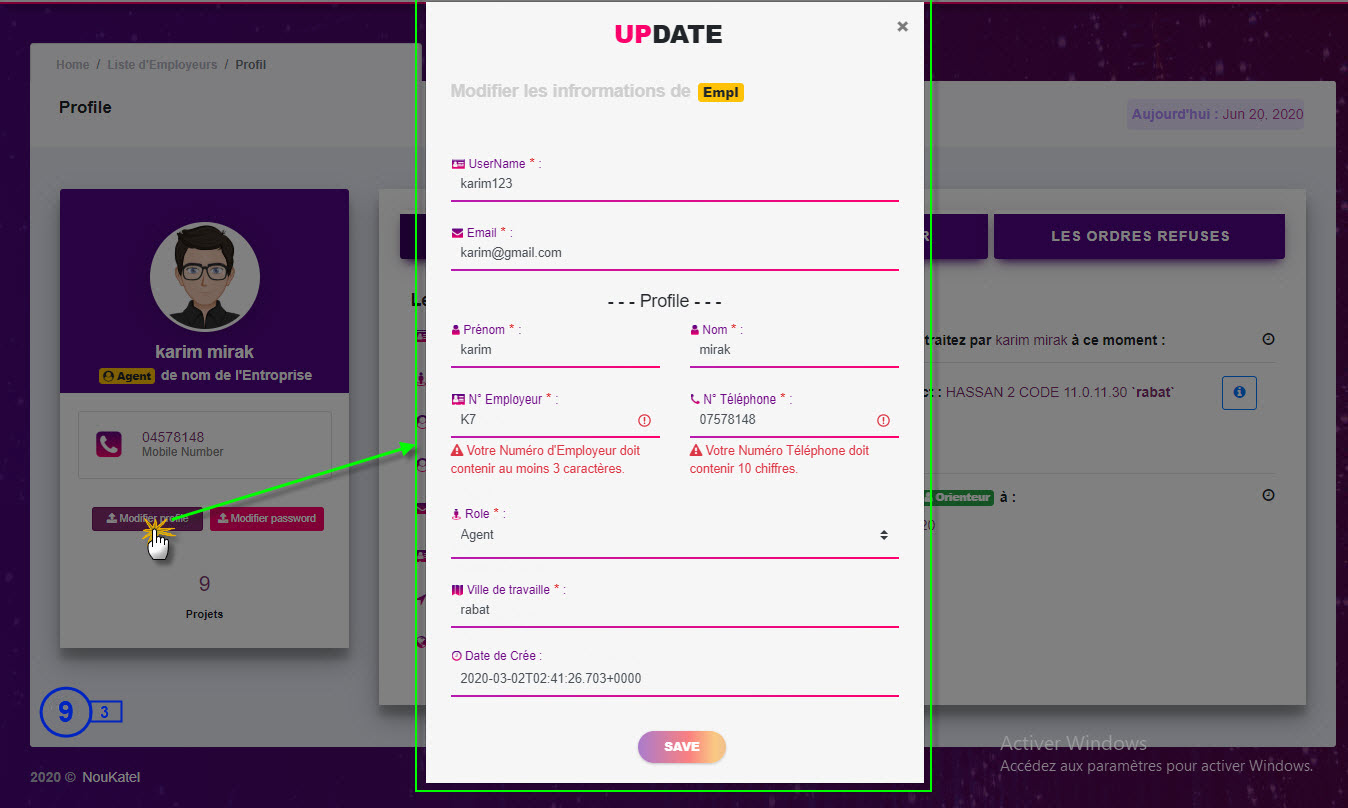 UPDATE
×
Home / Liste d'Employeurs / Profil
Profile
Modifier les infrormations de Empl
Aujourd'hui : Jun 20, 2020
UserName * :
karim123
Email * :
karim@gmail.com
R
LES ORDRES REFUSES
Le
- - - Profile - - -
Prénom * :
karim
Nom * :
mirak
karim mirak
Agent de nom de l'Entroprise
traitez par karim mirak à ce moment :
: HASSAN 2 CODE 11.0.11.30 `rabat`
N° Employeur * :
K7
N° Téléphone * :
07578148
Votre Numéro d'Employeur doit
contenir au moins 3 caractères.
Votre Numéro Téléphone doit
contenir 10 chiffres.
04578148
Mobile Number
Modifier profile
Modifier password
Orienteur à :
20
Role * :
Agent
9
Projets
Ville de travaille * :
rabat
Date de Crée :
2020-03-02T02:41:26.703+0000
9
3
SAVE
Activer Windows
Accédez aux paramètres pour activer Windows.
2020 © NouKatel